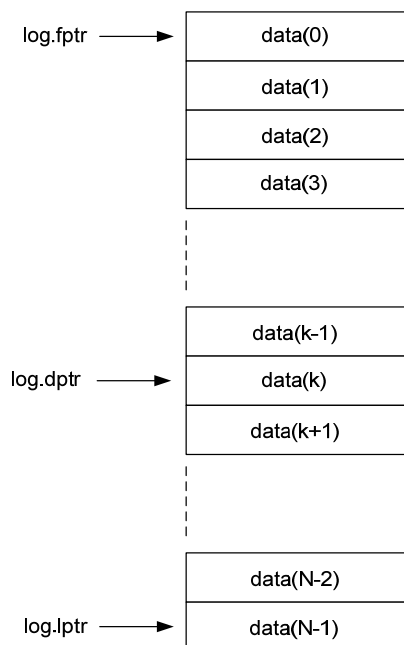 log.fptr data(0)
data(1)
data(2)
data(3)
data(k-1)
log.dptr data(k)
data(k+1)
data(N-2)
log.lptr data(N-1)